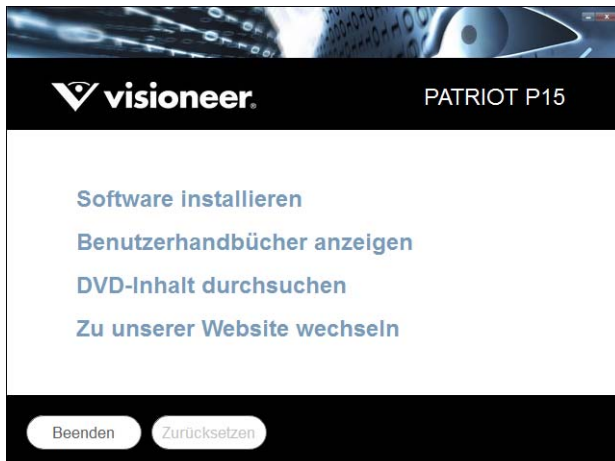 visioneer.
PATRIOT P15
Software installieren
Benutzerhandbücher anzeigen
DVD-Inhalt durchsuchen
Zu unserer Website wechseln
Beenden
Zurücksetzen